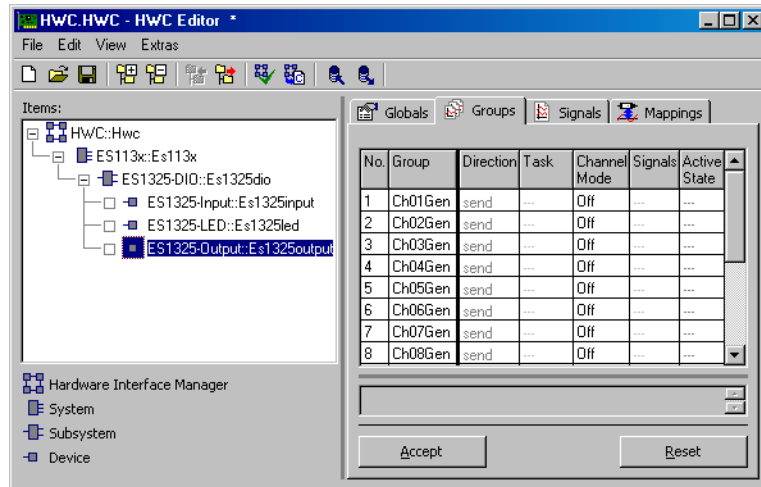 HWC.HWC - HWC Editor *
File Edit View Extras
Items:
HWC::Hwc
ES113x::Es113x
ES1325-DIO::Es1325dio
ES1325-Input::Es1325input
ES1325-LED::Es1325led
ES1325-Output::Es1325output
Hardware Interface Manager
System
Subsystem
Device
Globals Groups Signals Mappings
No. Group Direction Task Channel Mode Signals Active State
1 Ch01Gen send --- Off --- ---
2 Ch02Gen send --- Off --- ---
3 Ch03Gen send --- Off --- ---
4 Ch04Gen send --- Off --- ---
5 Ch05Gen send --- Off --- ---
6 Ch06Gen send --- Off --- ---
7 Ch07Gen send --- Off --- ---
8 Ch08Gen send --- Off --- ---
Accept Reset